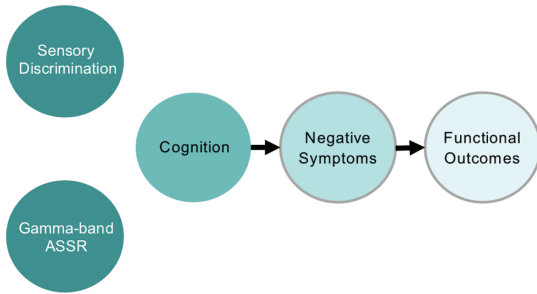 Sensory
Discrimination
Cognition
Negative
Symptoms
Functional
Outcomes
Gamma-band
ASSR